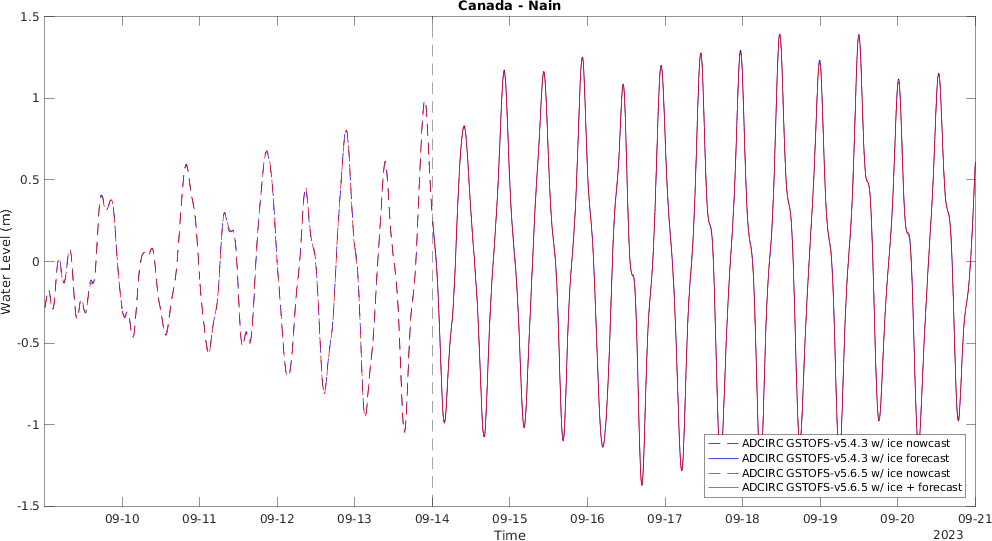 Canada - Nain
1.5
1
0.5
0
-0.5
-1
-1.5
Water Level (m)
09-10 09-11 09-12 09-13 09-14 09-15 09-16 09-17 09-18 09-19 09-20 09-21
Time
2023
ADCIRC GSTOFS-v5.4.3 w/ ice nowcast
ADCIRC GSTOFS-v5.4.3 w/ ice forecast
ADCIRC GSTOFS-v5.6.5 w/ ice nowcast
ADCIRC GSTOFS-v5.6.5 w/ ice + forecast